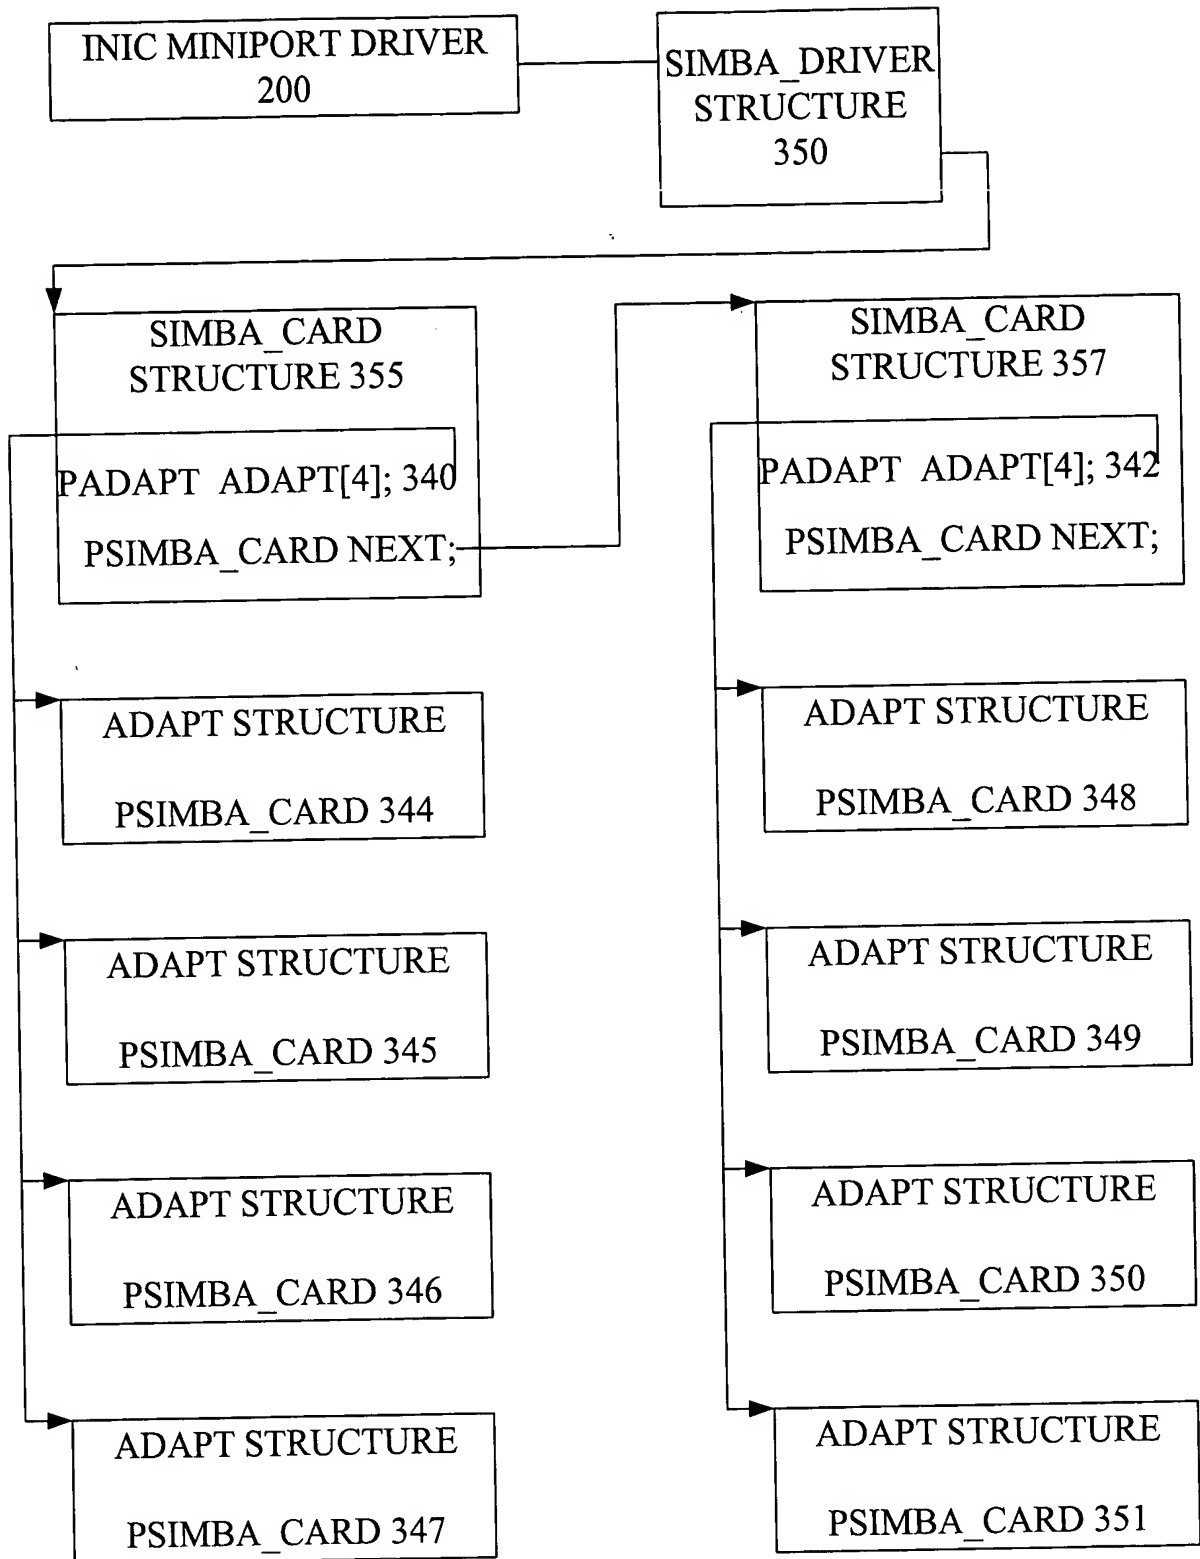 INIC MINIPORT DRIVER
200
SIMBA_DRIVER
STRUCTURE
350
SIMBA_CARD
STRUCTURE 355
PADAPT ADAPT[4]; 340
PSIMBA_CARD NEXT;
SIMBA_CARD
STRUCTURE 357
PADAPT ADAPT[4]; 342
PSIMBA_CARD NEXT;
ADAPT STRUCTURE
PSIMBA_CARD 344
ADAPT STRUCTURE
PSIMBA_CARD 348
ADAPT STRUCTURE
PSIMBA_CARD 345
ADAPT STRUCTURE
PSIMBA_CARD 349
ADAPT STRUCTURE
PSIMBA_CARD 346
ADAPT STRUCTURE
PSIMBA_CARD 350
ADAPT STRUCTURE
PSIMBA_CARD 347
ADAPT STRUCTURE
PSIMBA_CARD 351